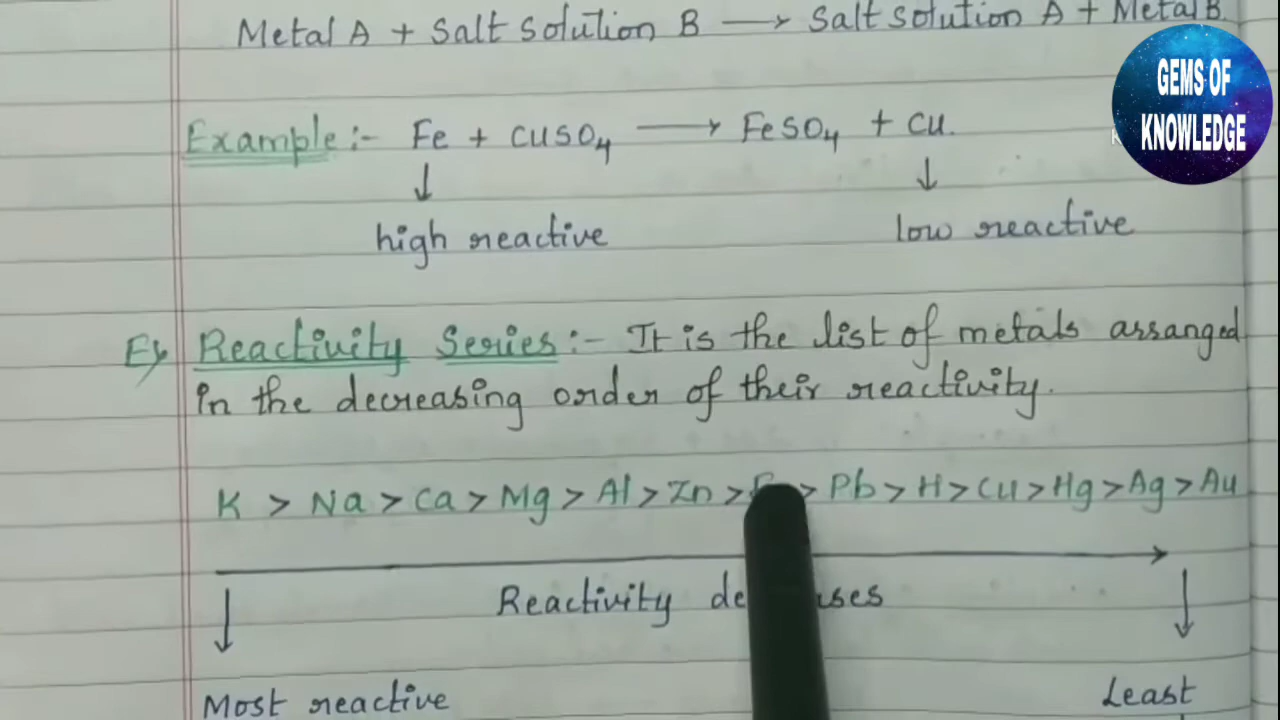 Metal A + Salt Solution B → Salt Solution A + Metal B
GEMS OF
KNOWLEDGE
Example :- Fe + CuSO₄ → FeSO₄ + Cu.
↓ ↓
high reactive low reactive
Ex Reactivity Series :- It is the list of metals arranged
in the decreasing order of their reactivity.
K > Na > Ca > Mg > Al > Zn > > Pb > H > Cu > Hg > Ag > Au
Reactivity
↓ ↓
Most reactive Least